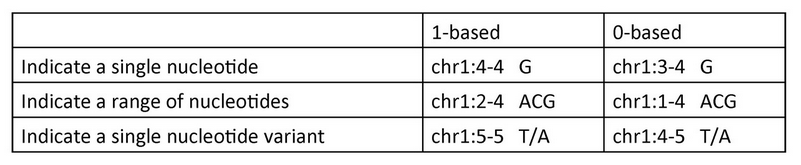 1-based 0-based
Indicate a single nucleotide chr1:4-4 G chr1:3-4 G
Indicate a range of nucleotides chr1:2-4 ACG chr1:1-4 ACG
Indicate a single nucleotide variant chr1:5-5 T/A chr1:4-5 T/A